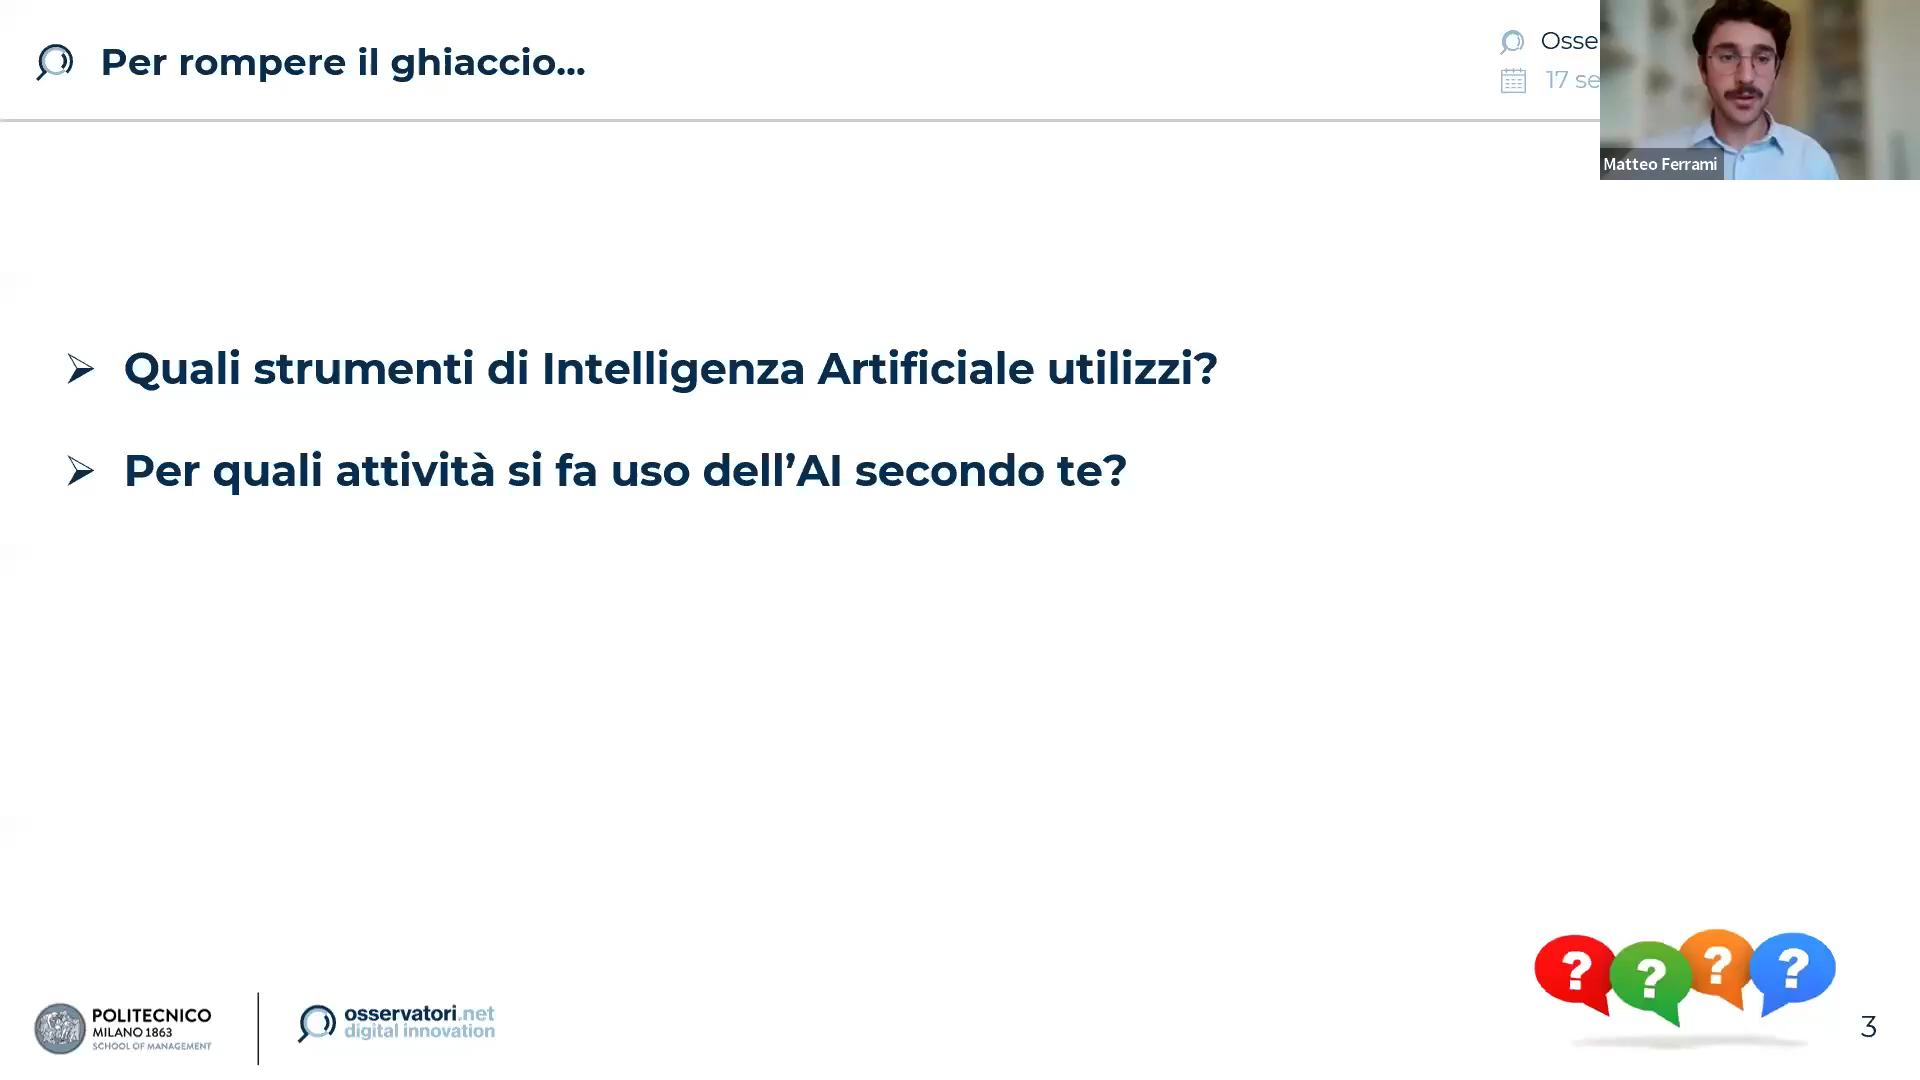 Per rompere il ghiaccio...
Osse
17 se
Matteo Ferrami
➢ Quali strumenti di Intelligenza Artificiale utilizzi?
➢ Per quali attività si fa uso dell’AI secondo te?
? ? ? ?
POLITECNICO
MILANO 1863
SCHOOL OF MANAGEMENT
osservatori.net
digital innovation
3